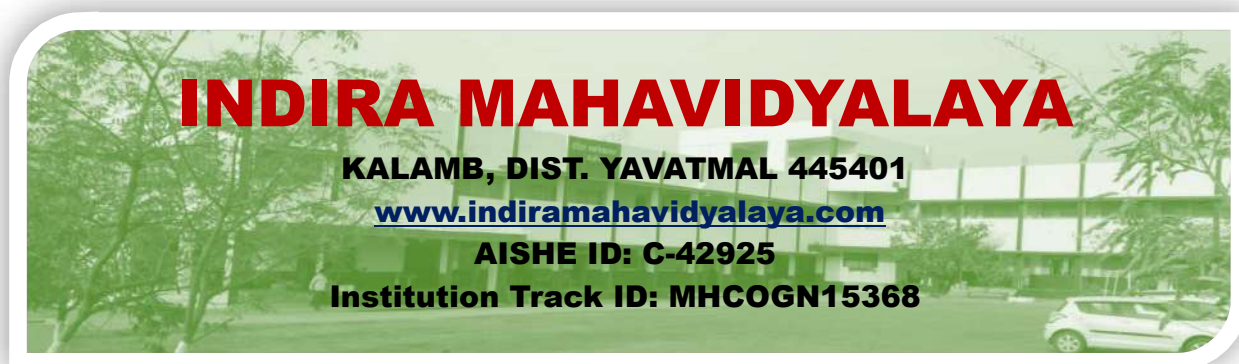 INDIRA MAHAVIDYALAYA
KALAMB, DIST. YAVATMAL 445401
www.indiramahavidyalaya.com
AISHE ID: C-42925
Institution Track ID: MHCOGN15368